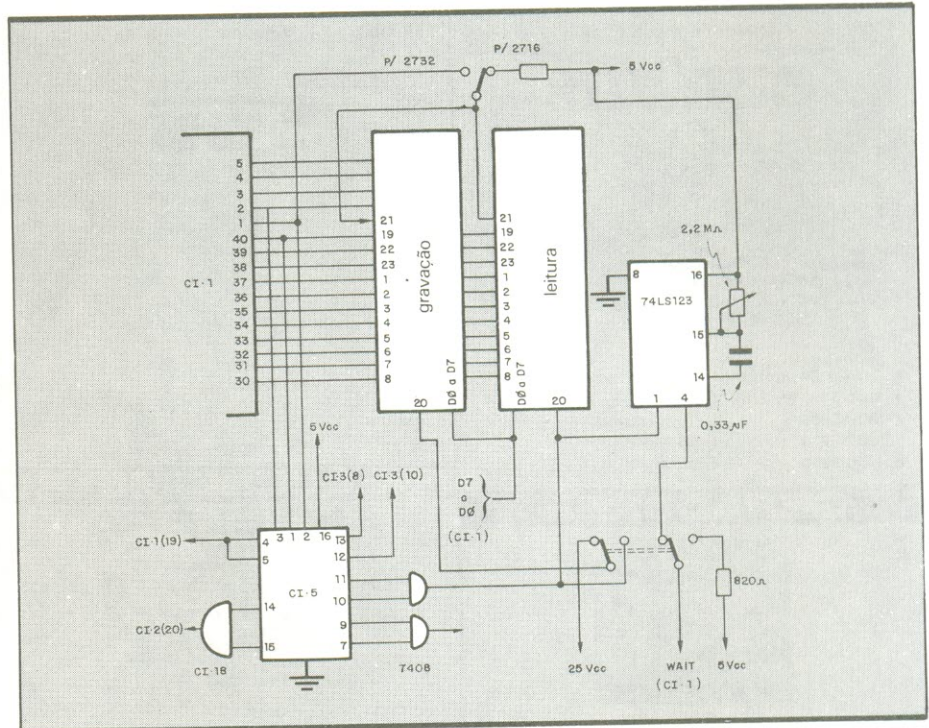 P/ 2732
P/ 2716
5 Vcc
5
4
3
2
1
40
39
38
37
36
35
34
33
32
31
30
CI-1
gravação
21
19
22
23
1
2
3
4
5
6
7
8
20
DØ a D7
leitura
21
19
22
23
1
2
3
4
5
6
7
8
DØ a D7
20
2,2 MΩ
8
16
74LS123
15
14
1
4
0,33 µF
5 Vcc
CI-3(8)
CI-3(10)
D7
a
DØ
(CI-1)
CI-1(19)
4
3
1
2
16
13
5
12
CI-5
11
14
10
CI-2(20)
9
15
7
CI-18
7408
820Ω
25 Vcc
WAIT
(CI-1)
5Vcc